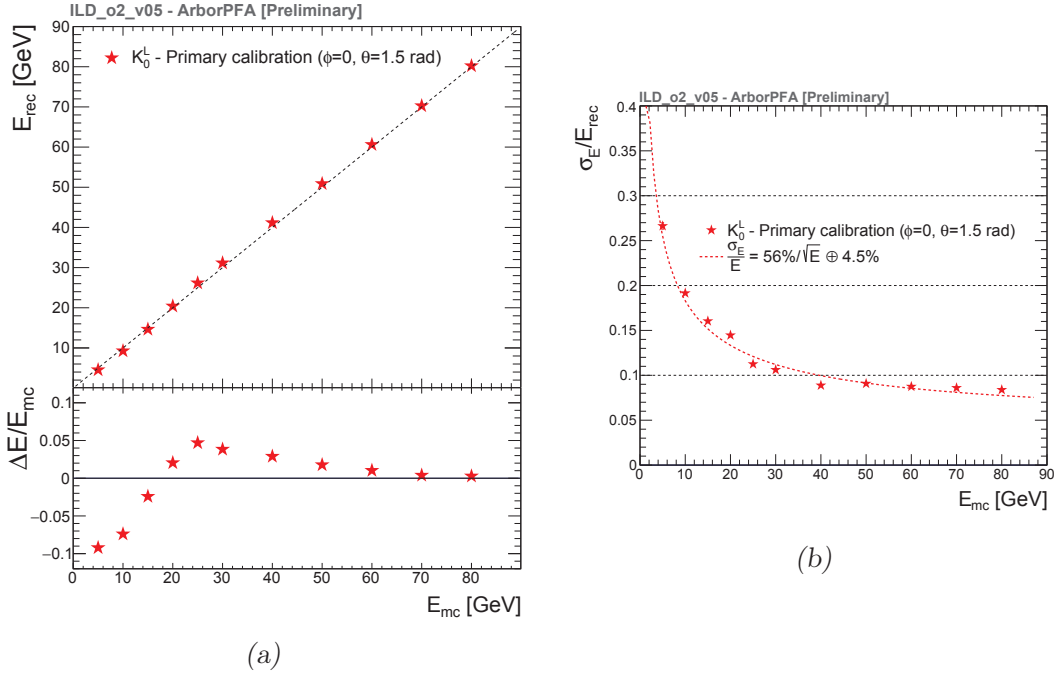 ILD_o2_v05 - ArborPFA [Preliminary]
E_rec [GeV]
90
K_0^L - Primary calibration (ϕ=0, θ=1.5 rad)
80
70
60
50
40
30
20
10
ΔE/E_mc
0.1
0.05
0
−0.05
−0.1
0 10 20 30 40 50 60 70 80
E_mc [GeV]
(a)
ILD_o2_v05 - ArborPFA [Preliminary]
σ_E/E_rec
0.4
0.35
0.3
0.25
K_0^L - Primary calibration (ϕ=0, θ=1.5 rad)
σ_E/E = 56%/√E ⊕ 4.5%
0.2
0.15
0.1
0.05
0
0 10 20 30 40 50 60 70 80 90
E_mc [GeV]
(b)